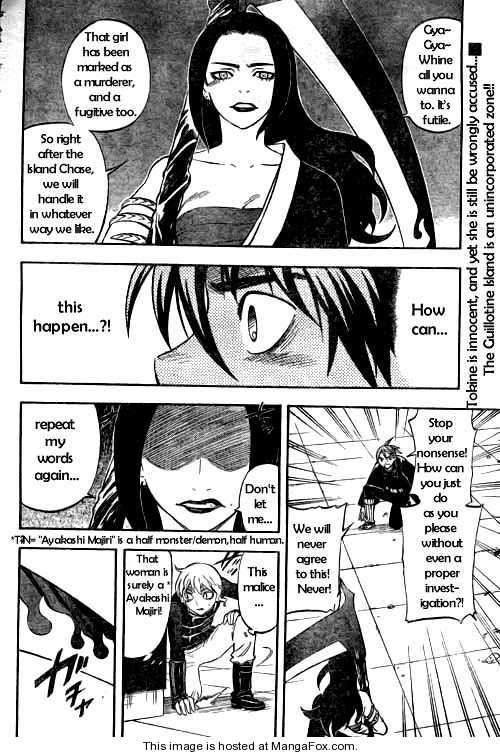 Gya~
Gya~
Whine
all you
wanna
to. It's
futile.
That girl
has been
marked as
a murderer,
and a
fugitive too.
So right
after the
Island Chase,
we will
handle it
in whatever
way we like.
Tokine is innocent, and yet she is still be wrongly accused...
The Guillotine Island is an unincorporated zone!!
How
can...
this
happen...?!
Stop
your
nonsense!
How can
you just
do
as you
please
without
even a
proper
invest-
igation?!
We will
never
agree
to this!
Never!
Don't
let
me...
repeat
my
words
again...
*T/N= "Ayakashi Majiri" is a half monster/demon, half human.
This
malice
...
That
woman is
surely a *
Ayakashi
Majiri!
ガチャ
This image is hosted at MangaFox.com